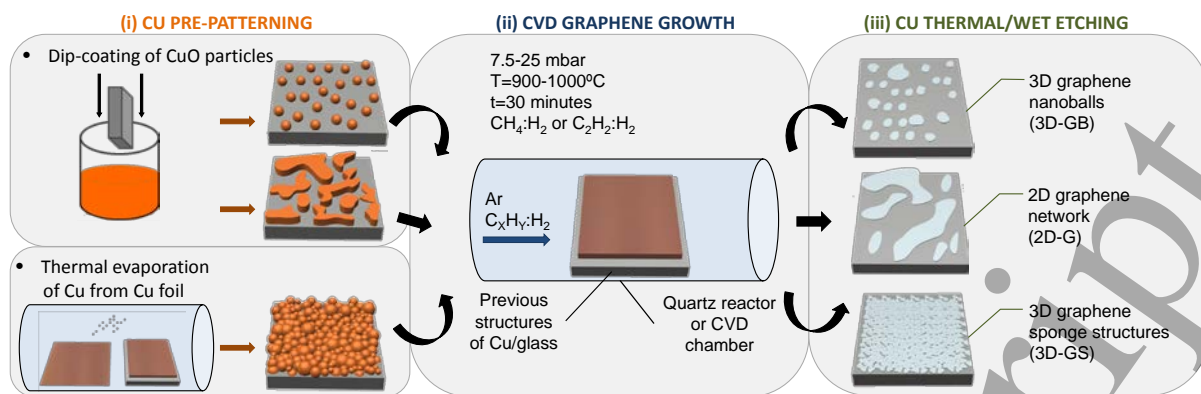 (i) CU PRE-PATTERNING
• Dip-coating of CuO particles
• Thermal evaporation
of Cu from Cu foil
(ii) CVD GRAPHENE GROWTH
7.5-25 mbar
T=900-1000ºC
t=30 minutes
CH₄:H₂ or C₂H₂:H₂
Ar
CₓHᵧ:H₂
Previous
structures
of Cu/glass
Quartz reactor
or CVD
chamber
(iii) CU THERMAL/WET ETCHING
3D graphene
nanoballs
(3D-GB)
2D graphene
network
(2D-G)
3D graphene
sponge structures
(3D-GS)
ript